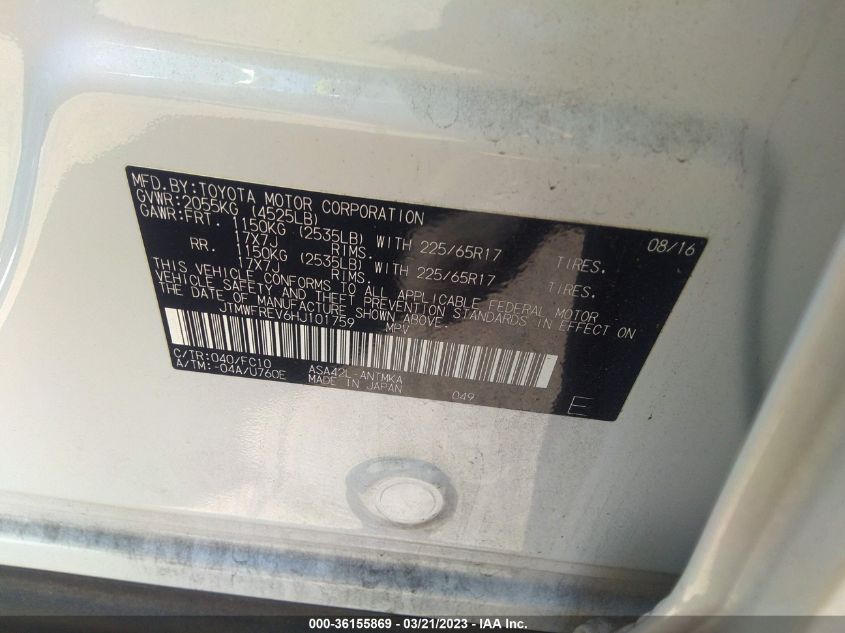 MFD.BY:TOYOTA MOTOR CORPORATION 08/16
GVWR:2055KG (4525LB)
GAWR:FRT. 1150KG (2535LB) WITH 225/65R17 TIRES.
17X7J RIMS.
RR. 1150KG (2535LB) WITH 225/65R17 TIRES.
17X7J RIMS.
THIS VEHICLE CONFORMS TO ALL APPLICABLE FEDERAL MOTOR
VEHICLE SAFETY AND THEFT PREVENTION STANDARDS IN EFFECT ON
THE DATE OF MANUFACTURE SHOWN ABOVE.
JTMWFREV6HJ101759 MPV
C/TR:040/FC10 ASA42L-ANTMKA
A/TM:-04A/U760E MADE IN JAPAN 049 E
000-36155869 / 03/21/2023 - IAA Inc.